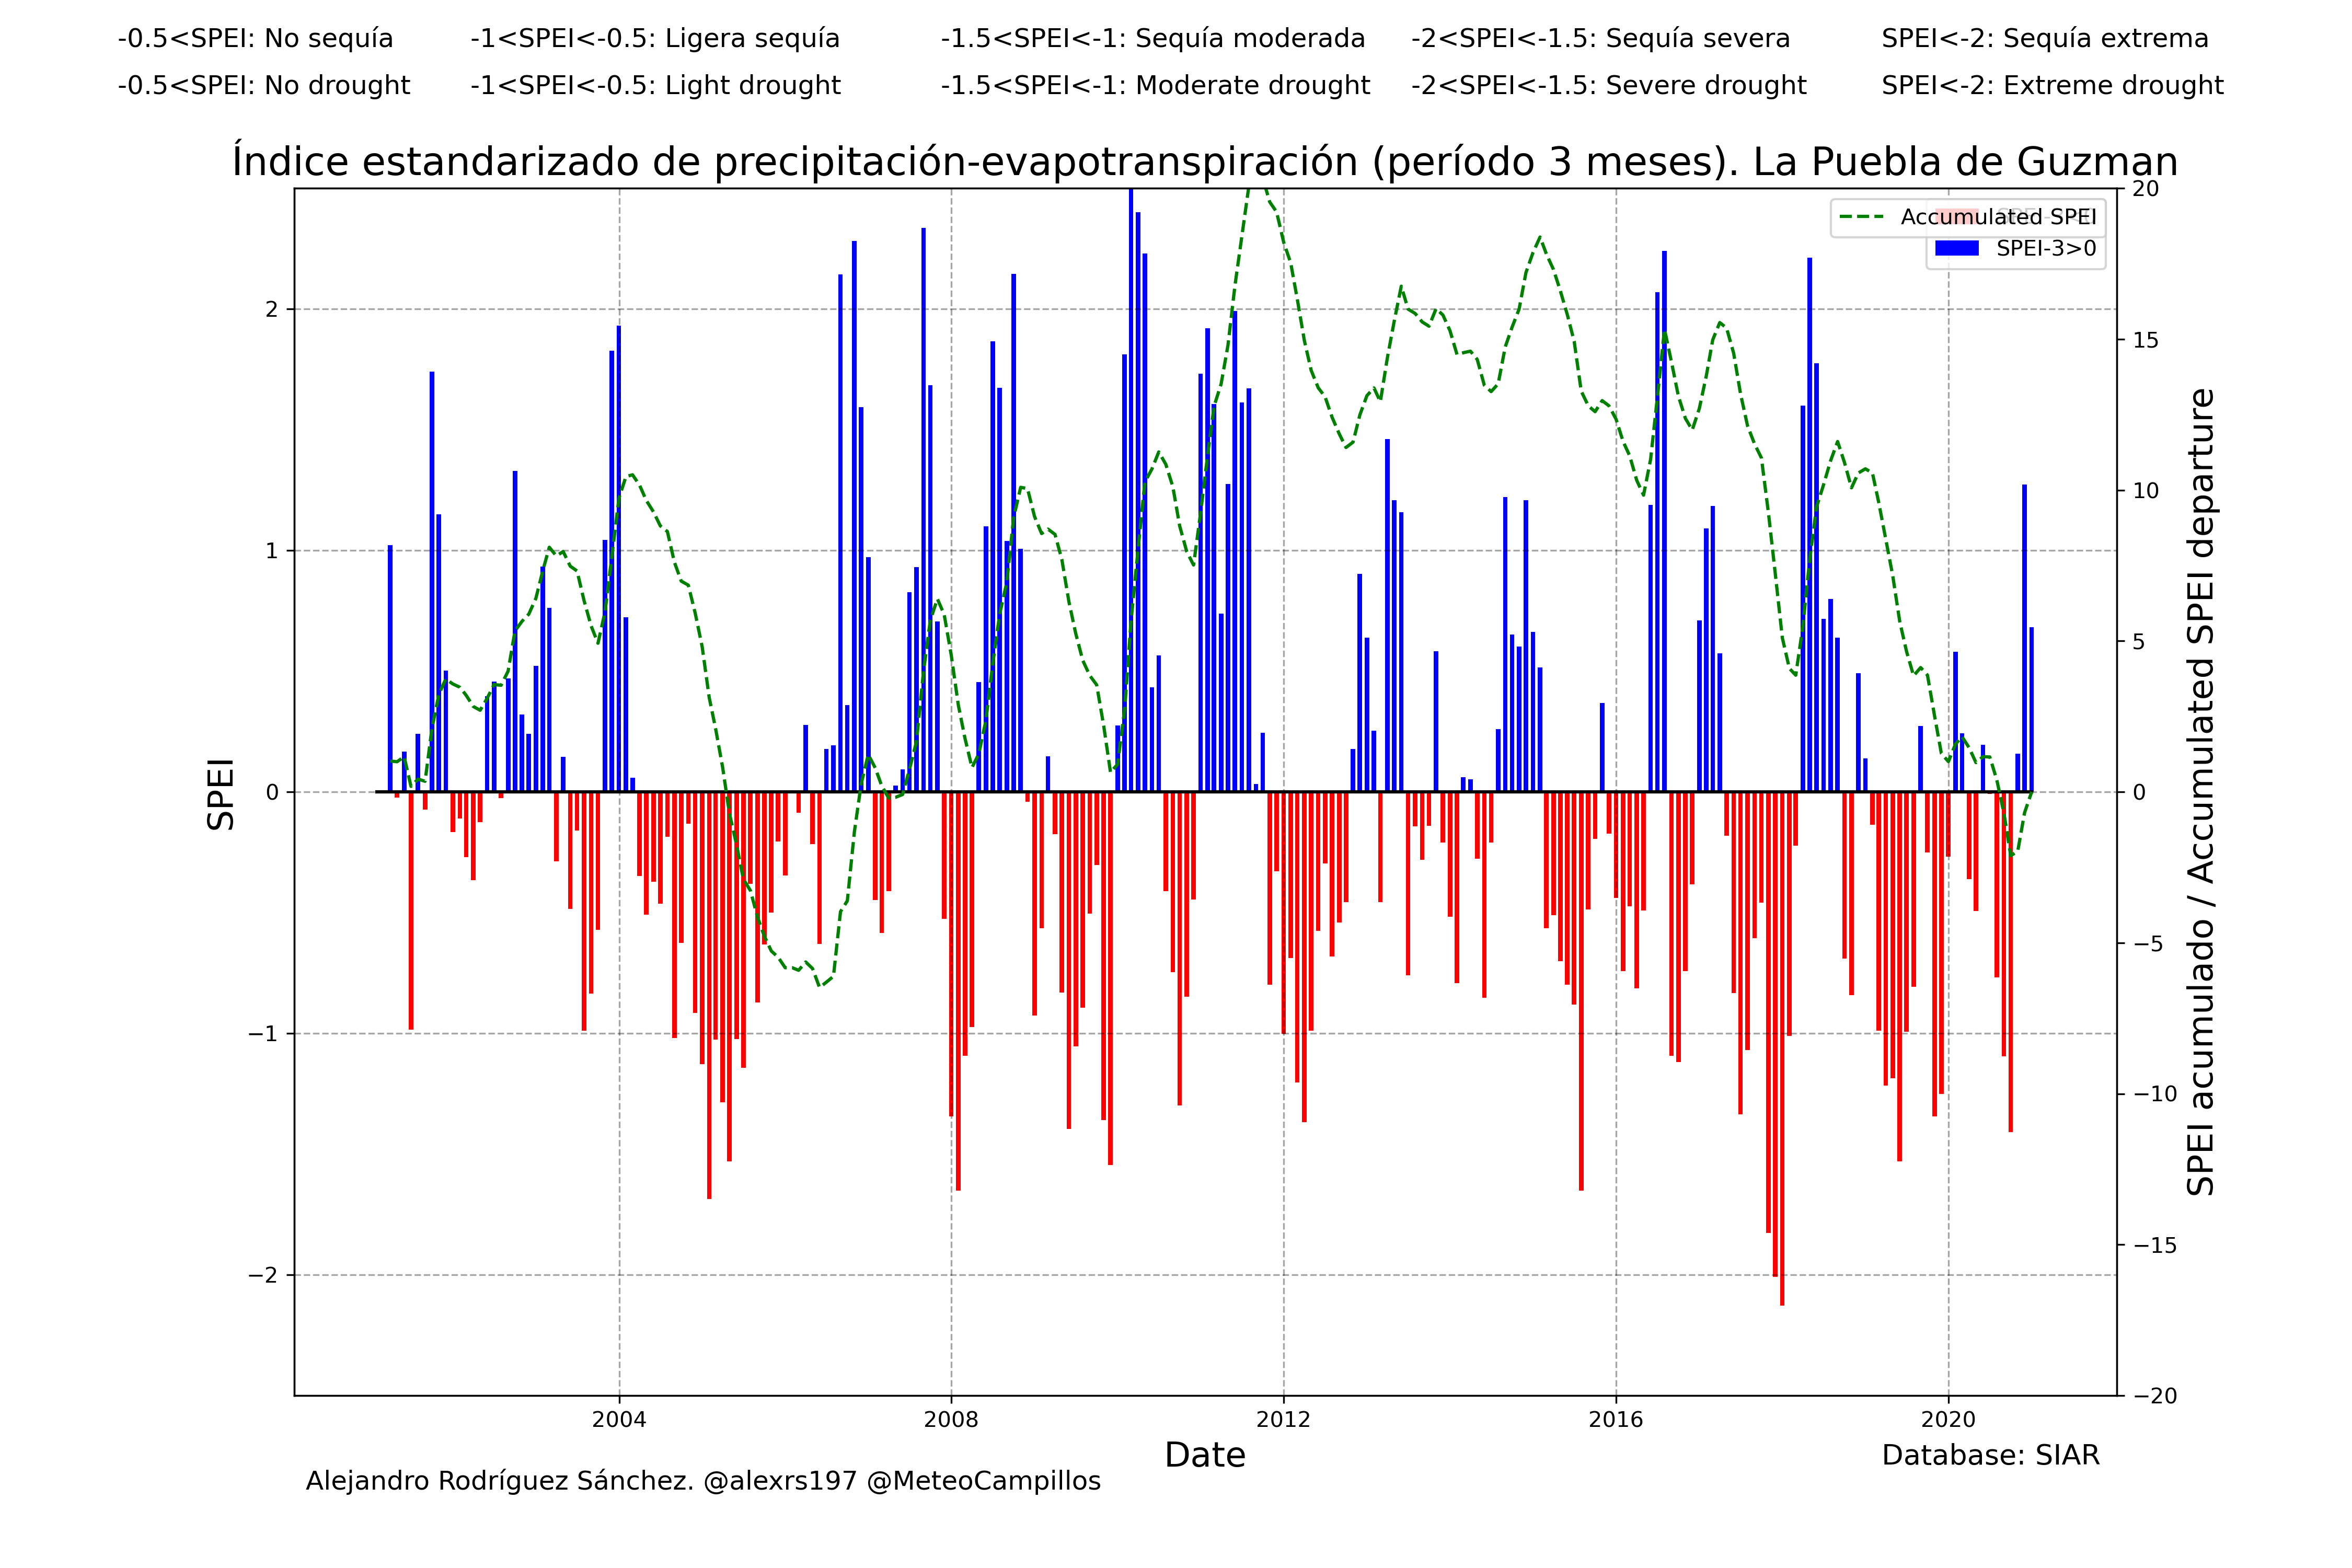 -0.5<SPEI: No sequía -1<SPEI<-0.5: Ligera sequía -1.5<SPEI<-1: Sequía moderada -2<SPEI<-1.5: Sequía severa SPEI<-2: Sequía extrema
-0.5<SPEI: No drought -1<SPEI<-0.5: Light drought -1.5<SPEI<-1: Moderate drought -2<SPEI<-1.5: Severe drought SPEI<-2: Extreme drought
Índice estandarizado de precipitación-evapotranspiración (período 3 meses). La Puebla de Guzman
Accumulated SPEI
SPEI-3>0
SPEI
2
1
0
−1
−2
20
15
10
5
0
−5
−10
−15
−20
SPEI acumulado / Accumulated SPEI departure
2004 2008 2012 2016 2020
Date
Database: SIAR
Alejandro Rodríguez Sánchez. @alexrs197 @MeteoCampillos